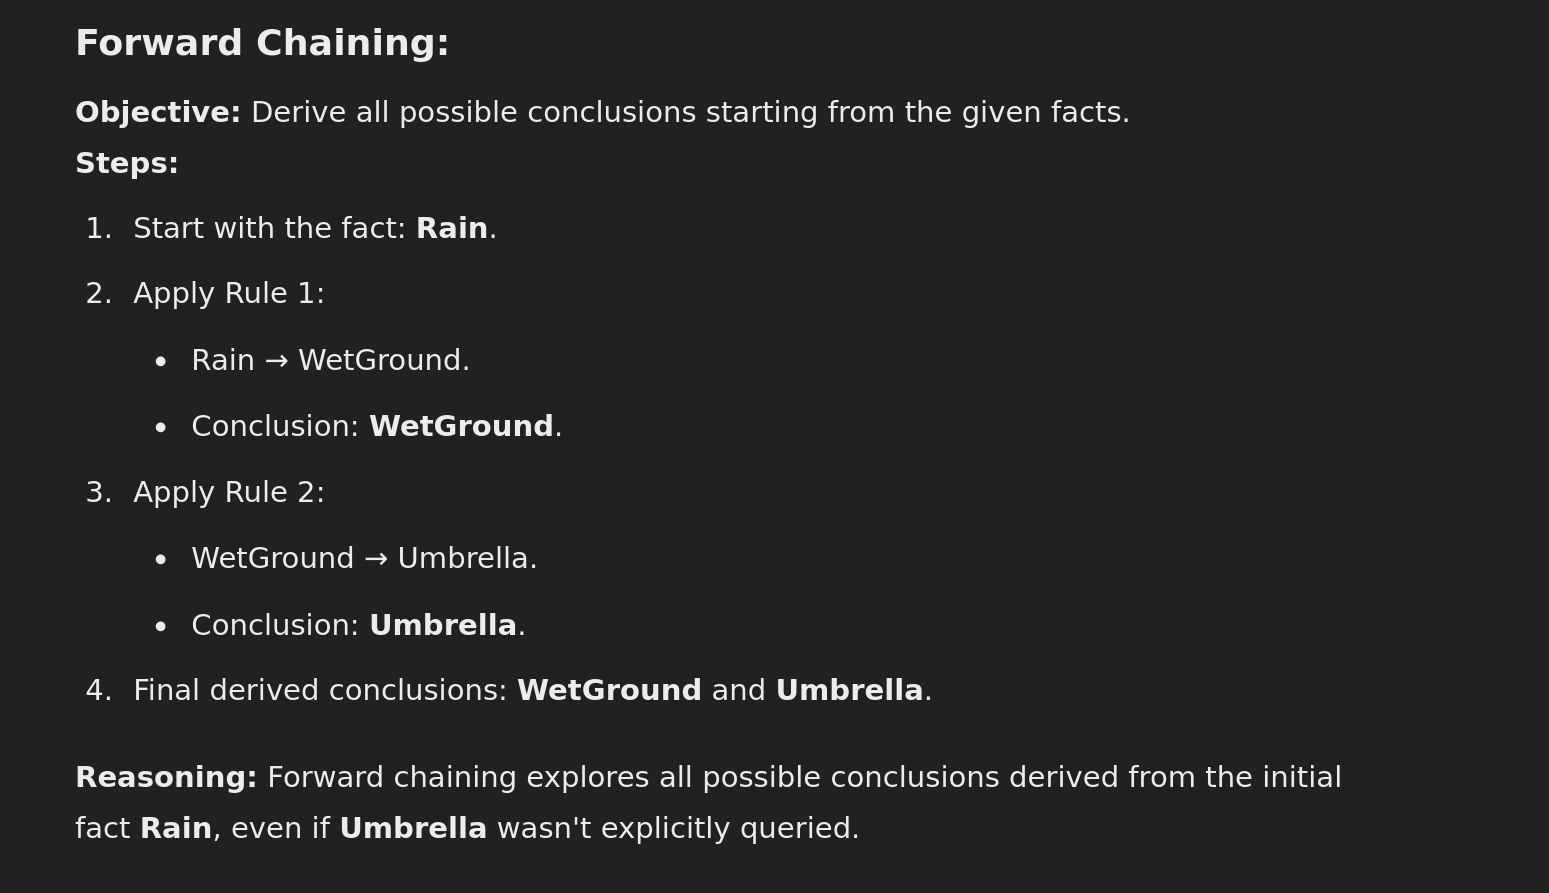 Forward Chaining:
Objective: Derive all possible conclusions starting from the given facts.
Steps:
1. Start with the fact: Rain.
2. Apply Rule 1:
• Rain → WetGround.
• Conclusion: WetGround.
3. Apply Rule 2:
• WetGround → Umbrella.
• Conclusion: Umbrella.
4. Final derived conclusions: WetGround and Umbrella.
Reasoning: Forward chaining explores all possible conclusions derived from the initial
fact Rain, even if Umbrella wasn't explicitly queried.